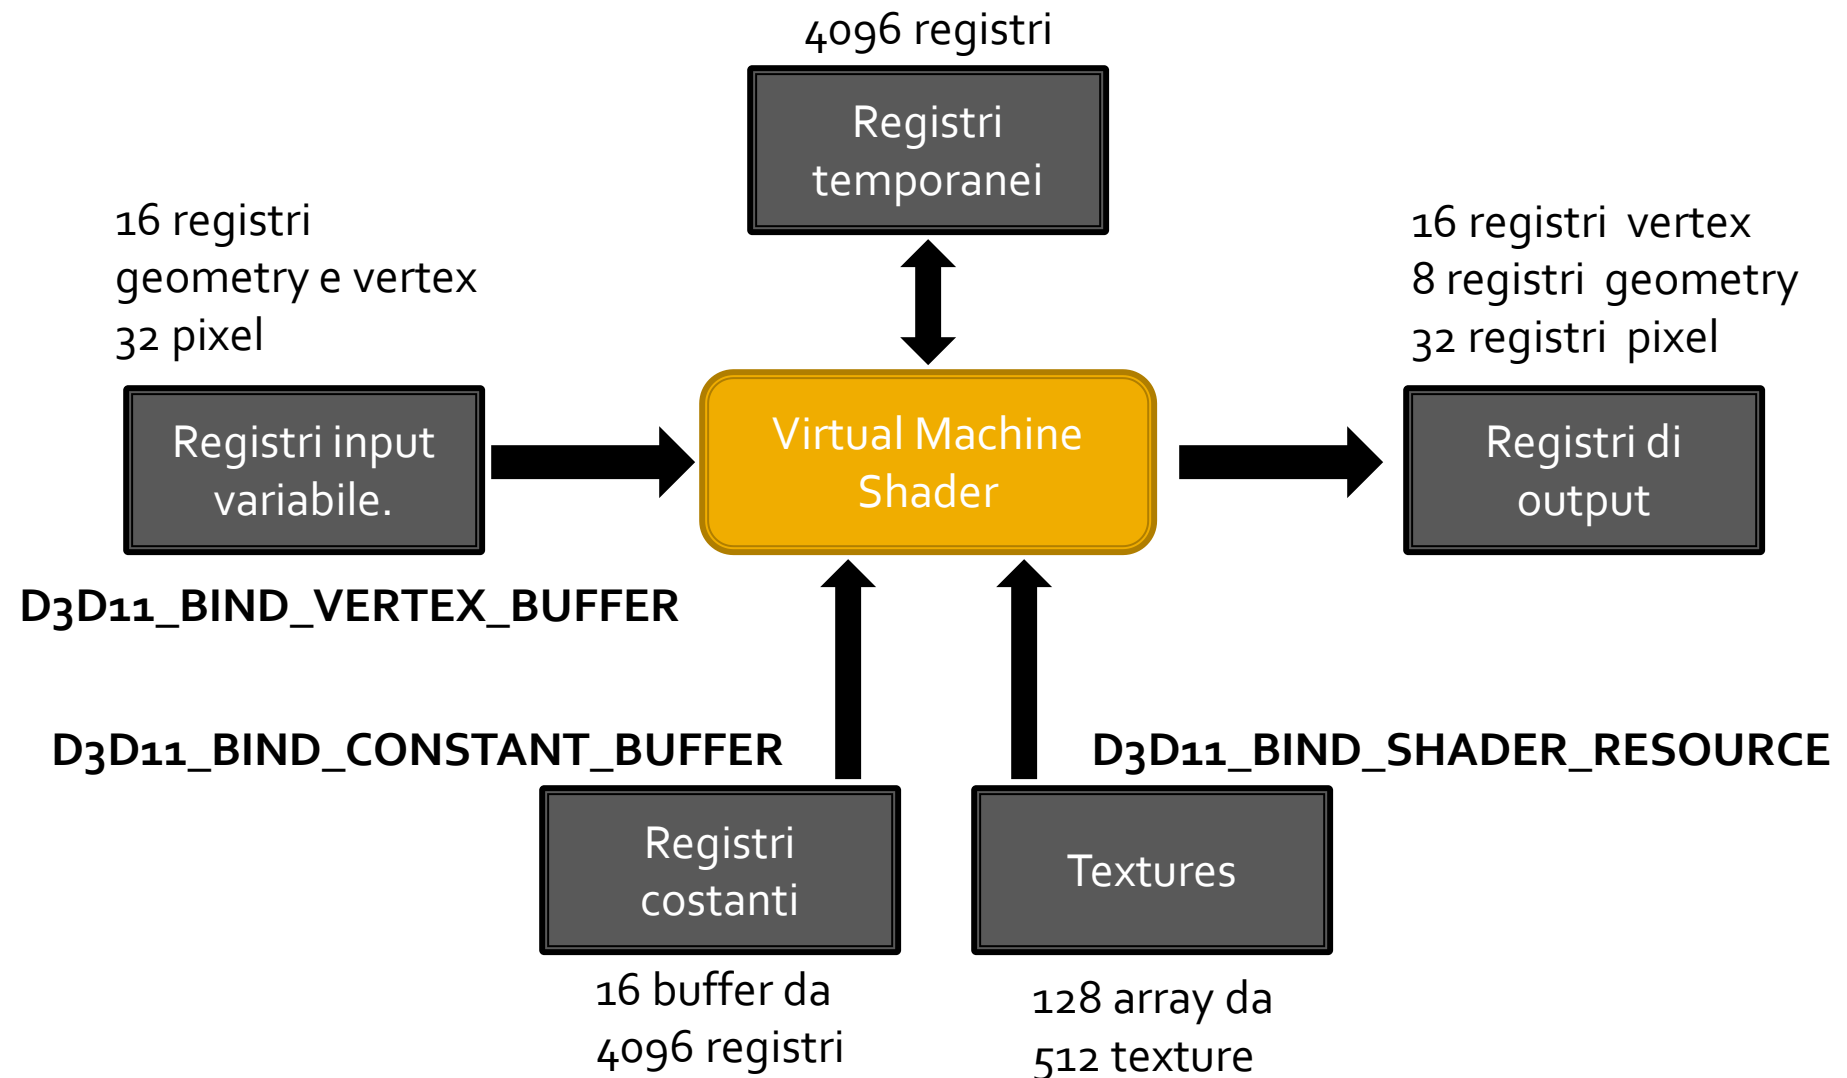 4096 registri
Registri
temporanei
16 registri
geometry e vertex
32 pixel
16 registri vertex
8 registri geometry
32 registri pixel
Registri input
variabile.
Virtual Machine
Shader
Registri di
output
D3D11_BIND_VERTEX_BUFFER
D3D11_BIND_CONSTANT_BUFFER
D3D11_BIND_SHADER_RESOURCE
Registri
costanti
Textures
16 buffer da
4096 registri
128 array da
512 texture